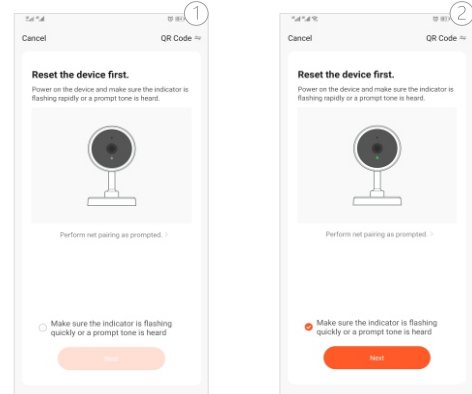 1
Cancel
QR Code
Reset the device first.
Power on the device and make sure the indicator is
flashing rapidly or a prompt tone is heard.
Perform net pairing as prompted. >
Make sure the indicator is flashing
quickly or a prompt tone is heard
Next
2
Cancel
QR Code
Reset the device first.
Power on the device and make sure the indicator is
flashing rapidly or a prompt tone is heard.
Perform net pairing as prompted. >
Make sure the indicator is flashing
quickly or a prompt tone is heard
Next